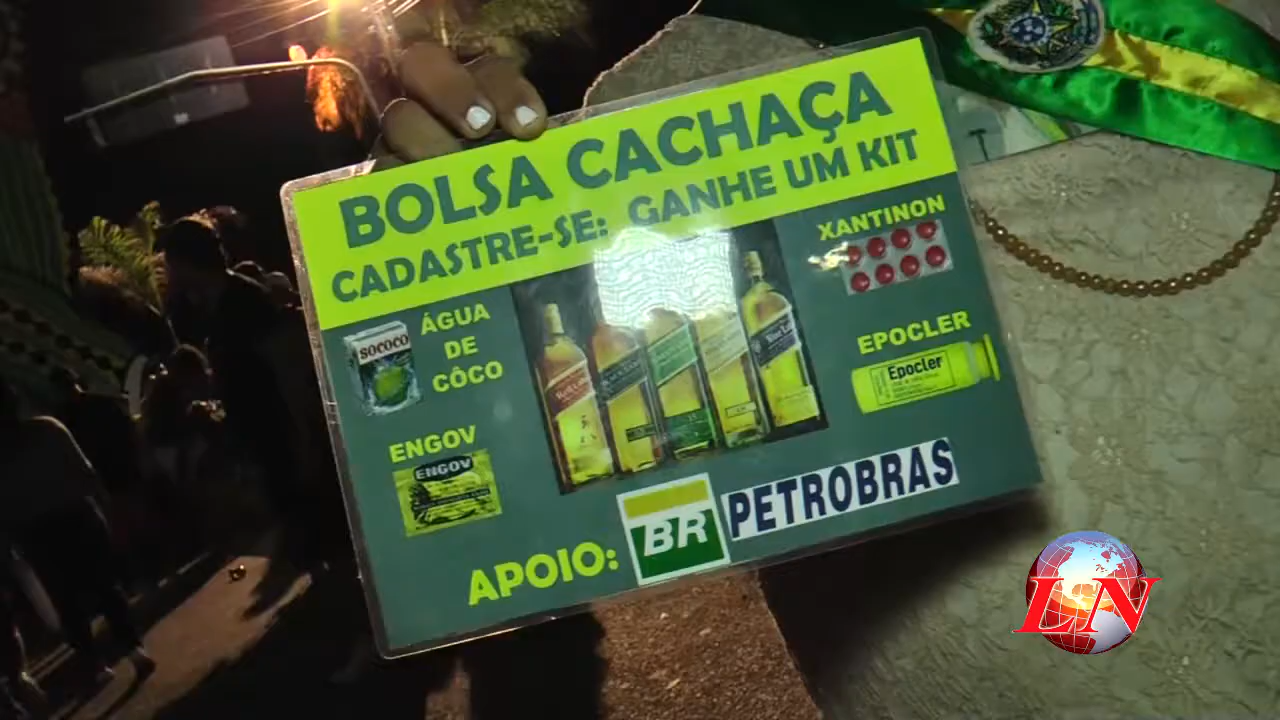 BOLSA CACHAÇA
CADASTRE-SE: GANHE UM KIT
XANTINON
SOCOCO
ÁGUA
DE
CÔCO
EPOCLER
Epocler
ENGOV
ENGOV
APOIO:
BR
PETROBRAS
LN